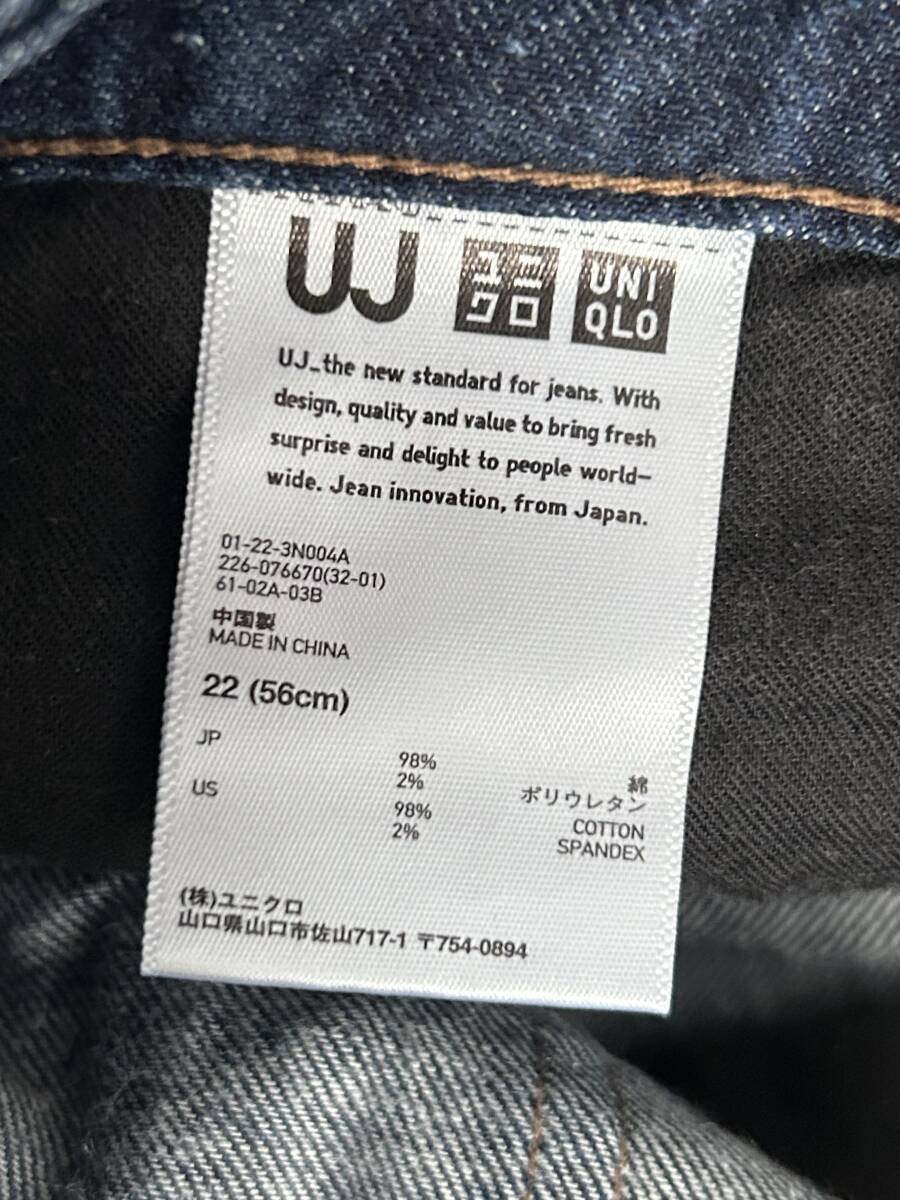 UJ ユニクロ UNIQLO
UJ_the new standard for jeans. With
design, quality and value to bring fresh
surprise and delight to people world-
wide. Jean innovation, from Japan.
01-22-3N004A
226-076670(32-01)
61-02A-03B
中国製
MADE IN CHINA
22 (56cm)
JP
98% 綿
2% ポリウレタン
US
98% COTTON
2% SPANDEX
(株)ユニクロ
山口県山口市佐山717-1 〒754-0894